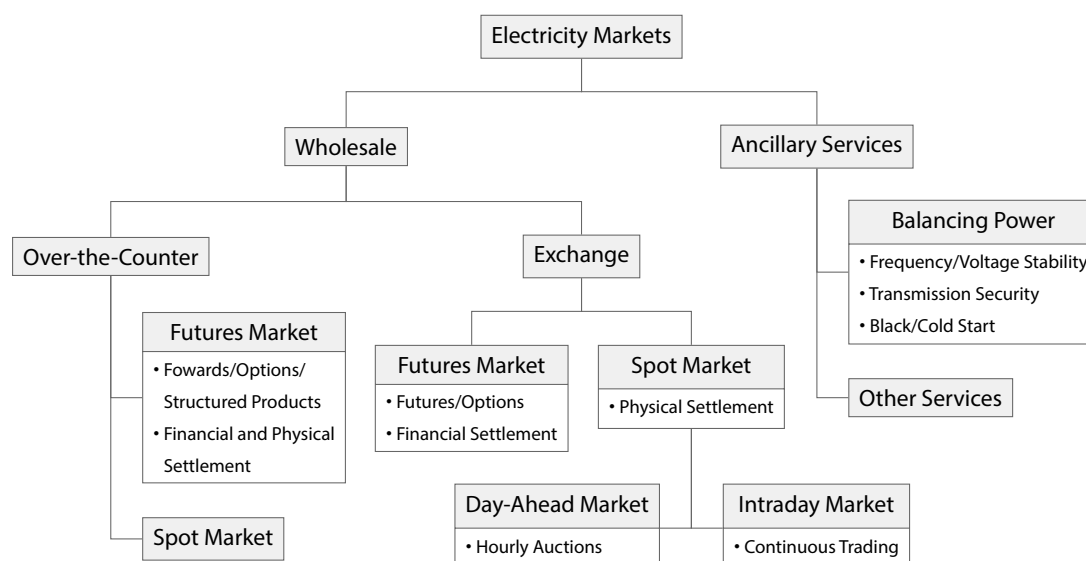 Electricity Markets
Wholesale
Ancillary Services
Over-the-Counter
Exchange
Balancing Power
• Frequency/Voltage Stability
• Transmission Security
• Black/Cold Start
Futures Market
• Fowards/Options/
Structured Products
• Financial and Physical
Settlement
Futures Market
• Futures/Options
• Financial Settlement
Spot Market
• Physical Settlement
Other Services
Spot Market
Day-Ahead Market
• Hourly Auctions
Intraday Market
• Continuous Trading